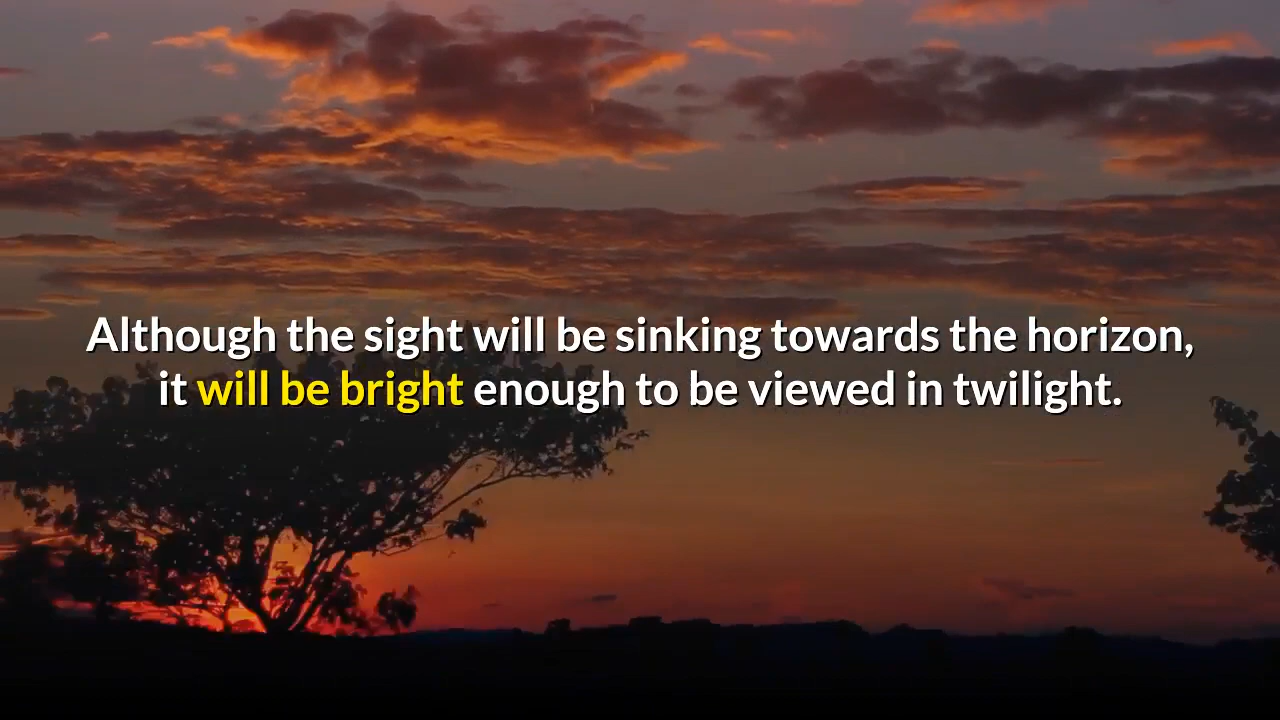 Although the sight will be sinking towards the horizon,
it will be bright enough to be viewed in twilight.